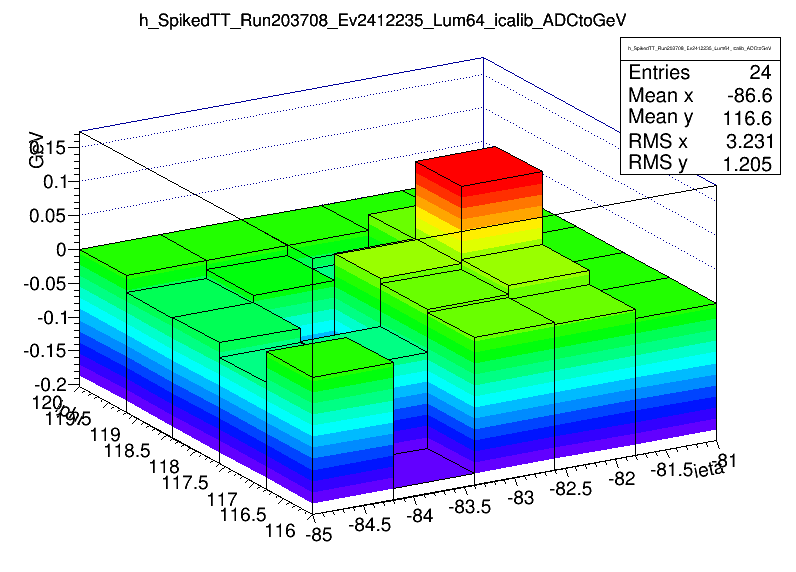 h_SpikedTT_Run203708_Ev2412235_Lum64_icalib_ADCtoGeV
h_SpikedTT_Run203708_Ev2412235_Lum64_icalib_ADCtoGeV
Entries 24
Mean x -86.6
Mean y 116.6
RMS x 3.231
RMS y 1.205
GeV
0.15
0.1
0.05
0
-0.05
-0.1
-0.15
-0.2
120
119.5
119
118.5
118
117.5
117
116.5
116
iphi
-85
-84.5
-84
-83.5
-83
-82.5
-82
-81.5
-81
ieta